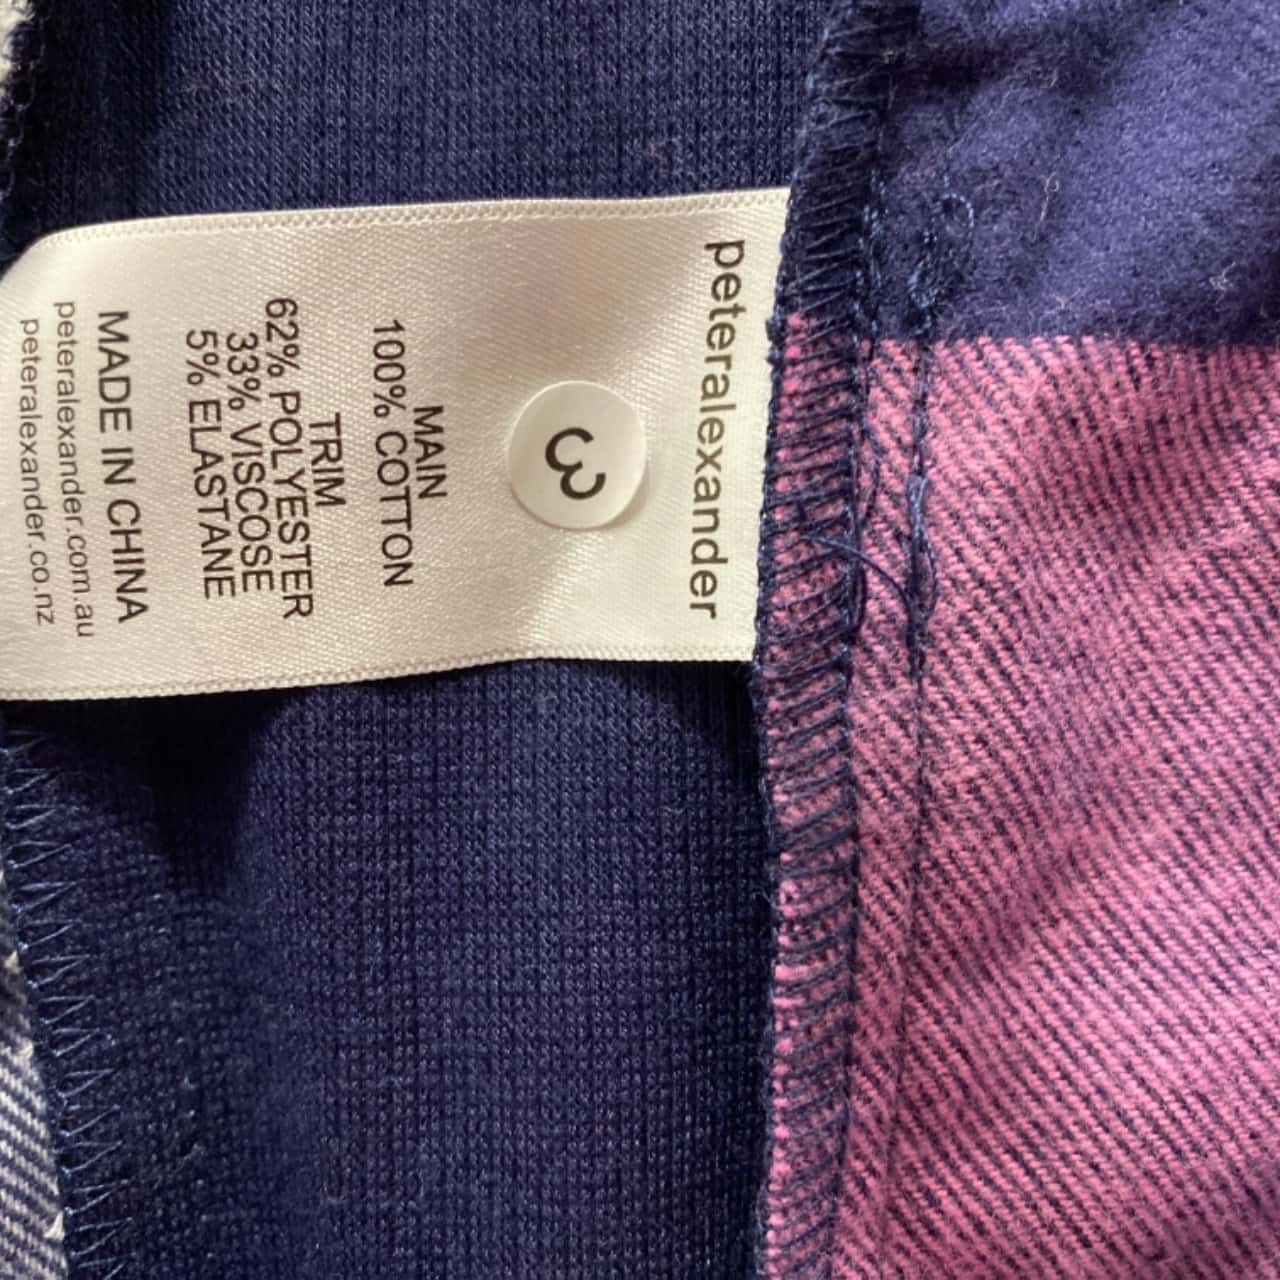 peteralexander
3
MAIN
100% COTTON
TRIM
62% POLYESTER
33% VISCOSE
5% ELASTANE
MADE IN CHINA
peteralexander.com.au
peteralexander.co.nz